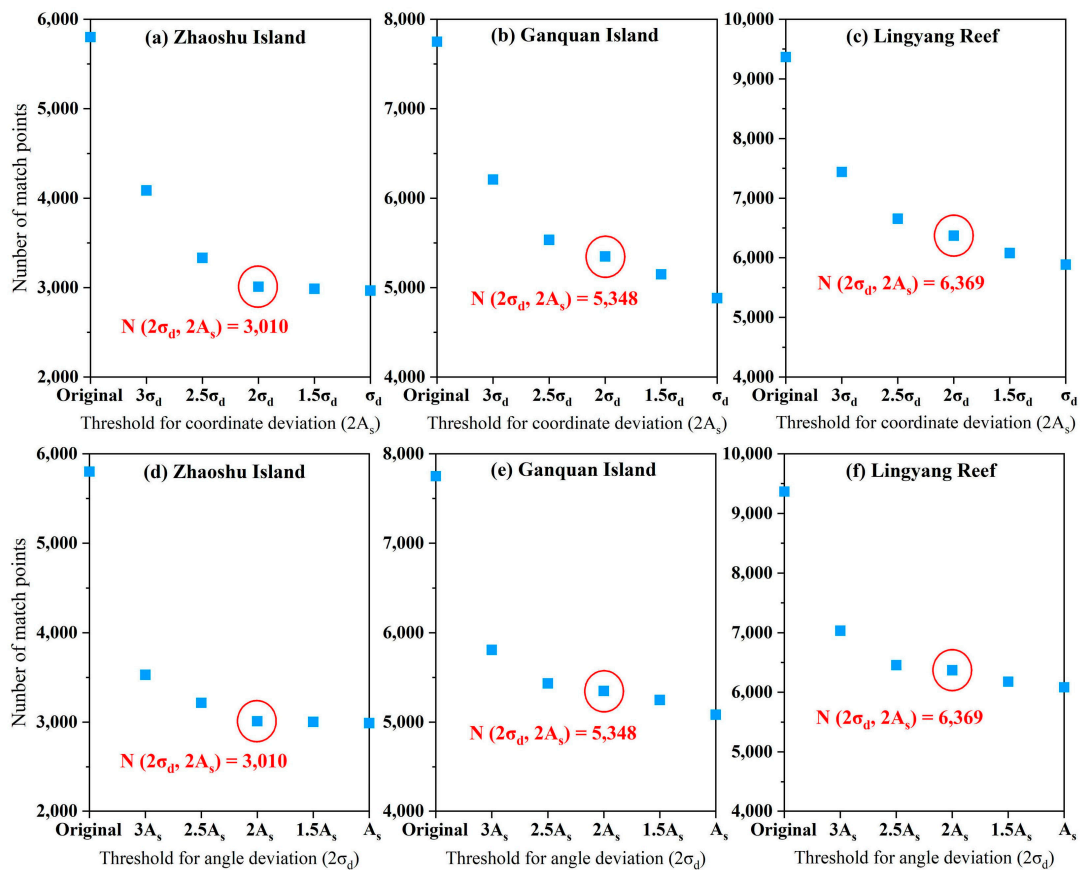 Nunber of match points
6,000
5,000
4,000
3,000
2,000
(a) Zhaoshu Island
N (2σd, 2As) = 3,010
Original 3σd 2.5σd 2σd 1.5σd σd
Threshold for coordinate deviation (2As)
8,000
7,000
6,000
5,000
4,000
(b) Ganquan Island
N (2σd, 2As) = 5,348
Original 3σd 2.5σd 2σd 1.5σd σd
Threshold for coordinate deviation (2As)
10,000
9,000
8,000
7,000
6,000
5,000
4,000
(c) Lingyang Reef
N (2σd, 2As) = 6,369
Original 3σd 2.5σd 2σd 1.5σd σd
Threshold for coordinate deviation (2As)
Nunber of match points
6,000
5,000
4,000
3,000
2,000
(d) Zhaoshu Island
N (2σd, 2As) = 3,010
Original 3As 2.5As 2As 1.5As As
Threshold for angle deviation (2σd)
8,000
7,000
6,000
5,000
4,000
(e) Ganquan Island
N (2σd, 2As) = 5,348
Original 3As 2.5As 2As 1.5As As
Threshold for angle deviation (2σd)
10,000
9,000
8,000
7,000
6,000
5,000
4,000
(f) Lingyang Reef
N (2σd, 2As) = 6,369
Original 3As 2.5As 2As 1.5As As
Threshold for angle deviation (2σd)